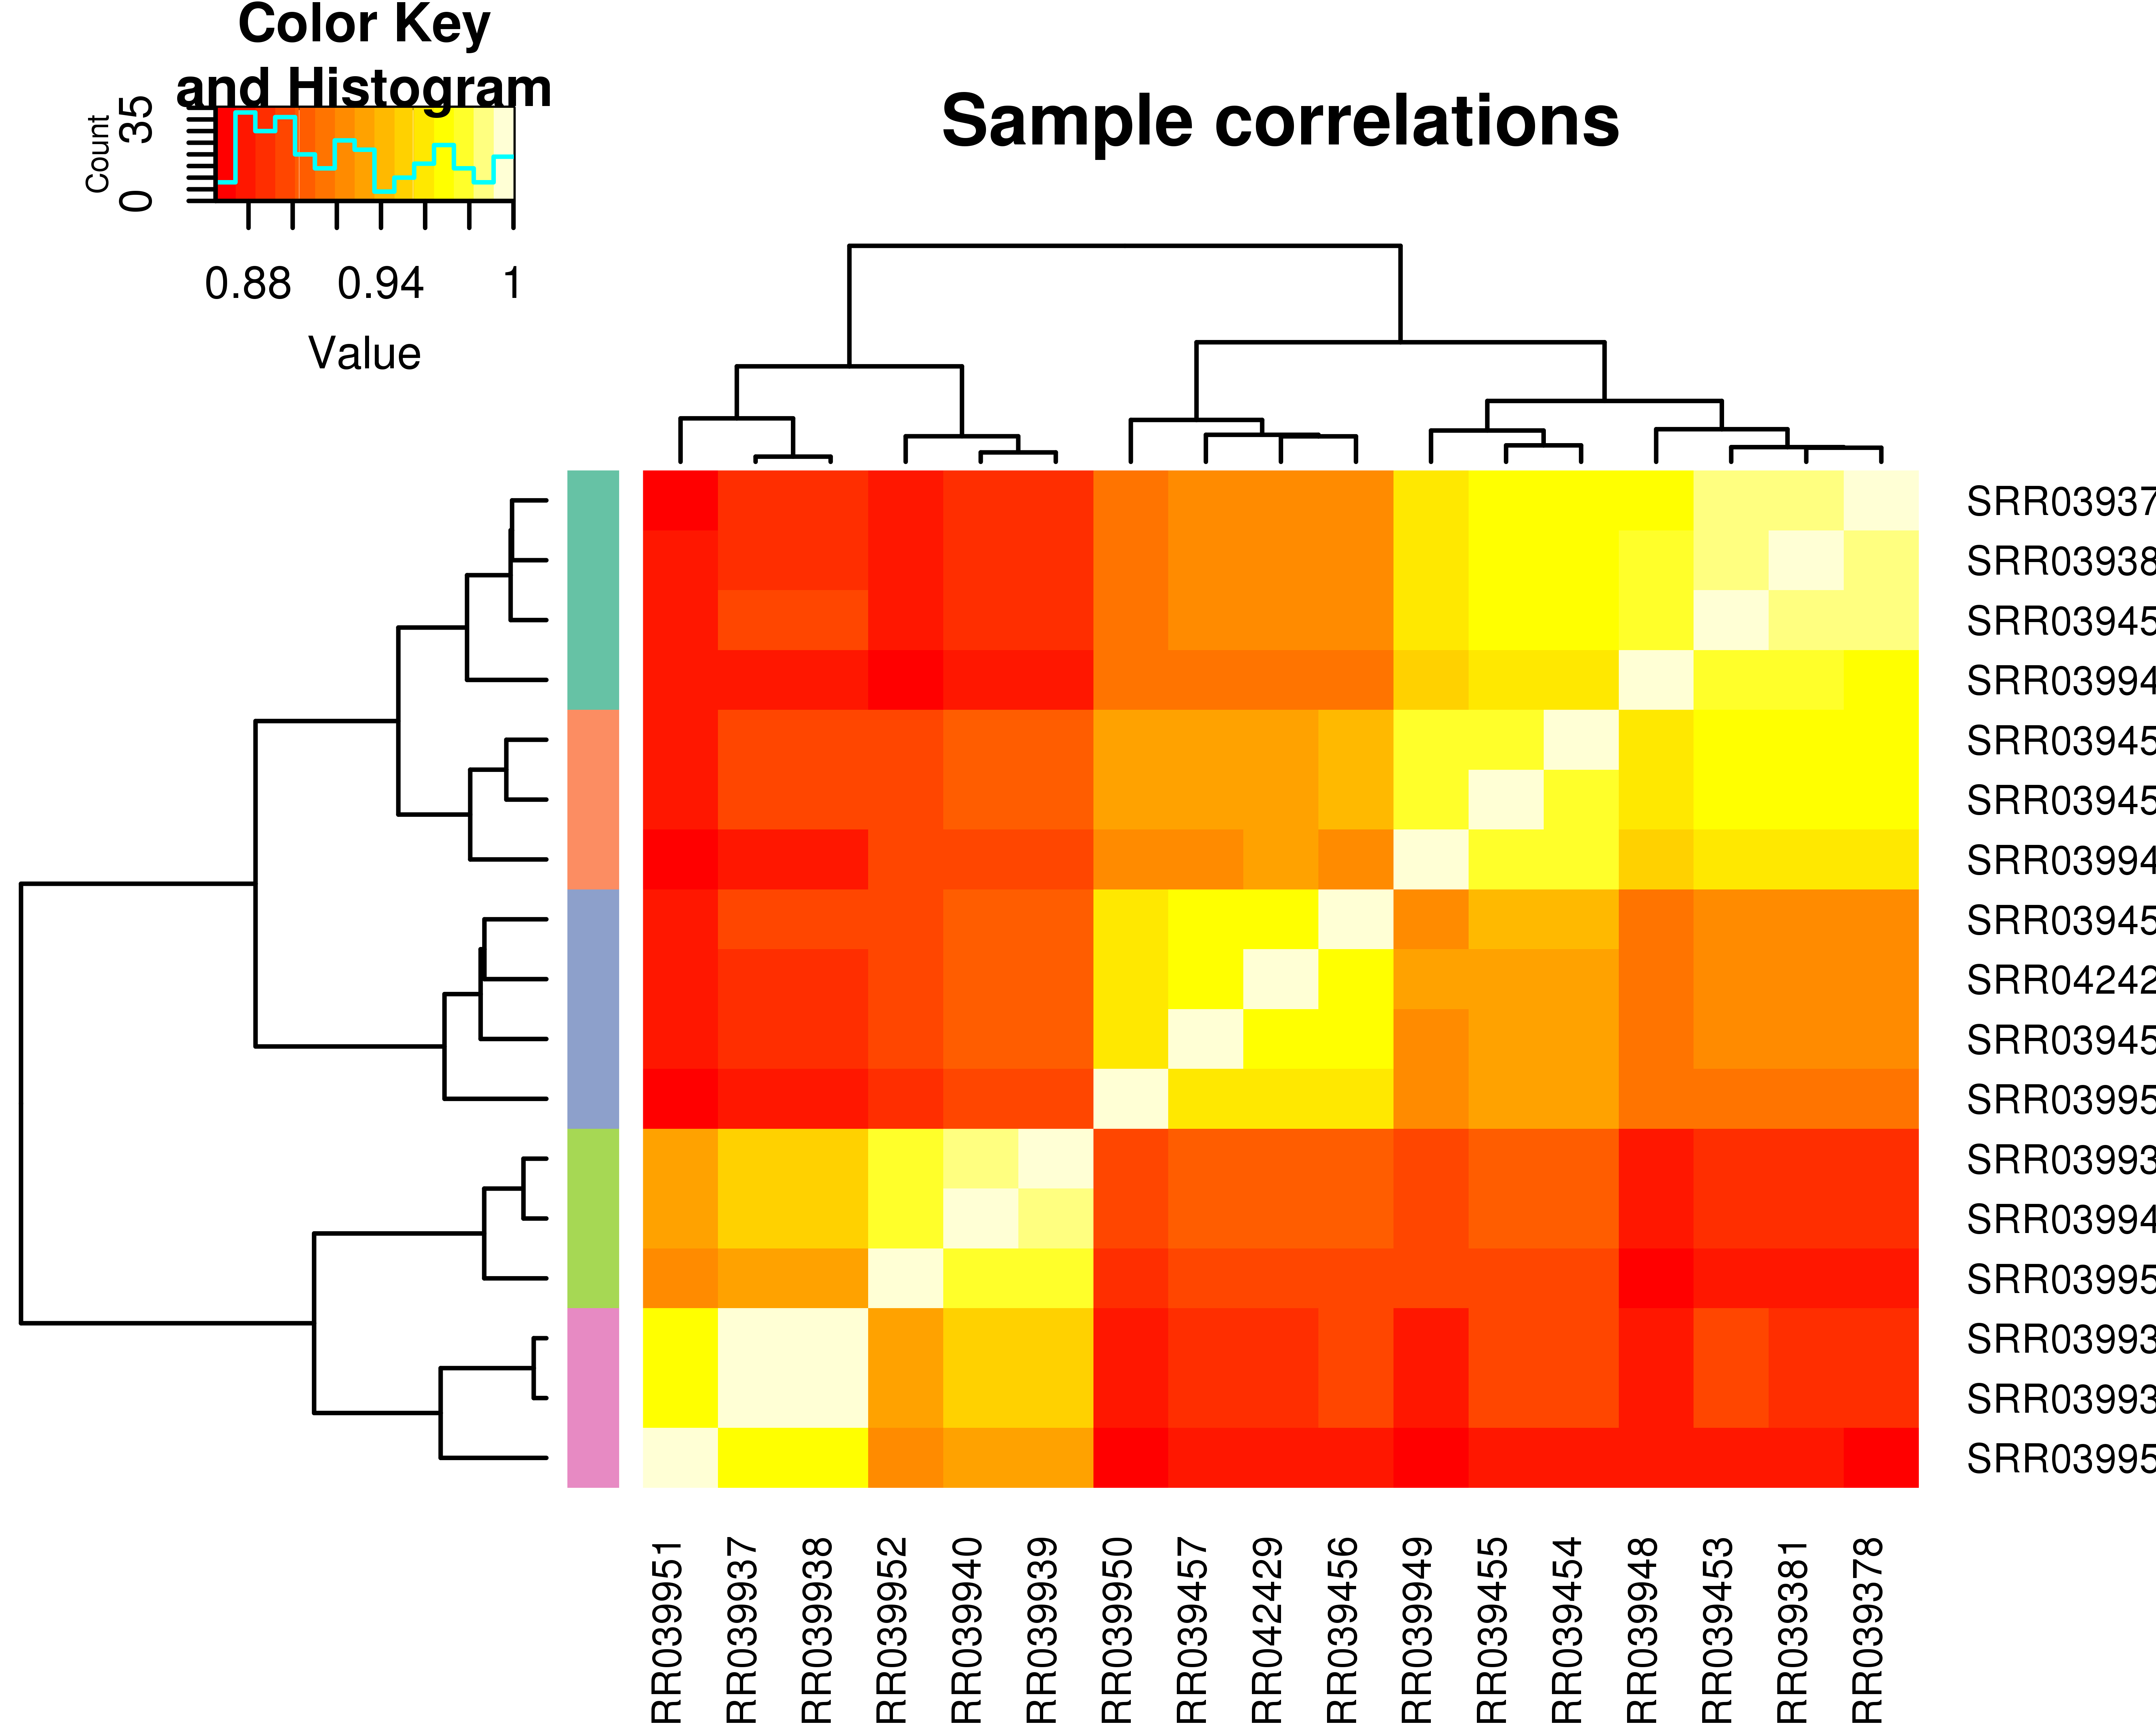 Color Key
and Histogram
Sample correlations
Count
0 35
0.88 0.94 1
Value
SRR03937
SRR03938
SRR03945
SRR03994
SRR03945
SRR03945
SRR03994
SRR03945
SRR04242
SRR03945
SRR03995
SRR03993
SRR03994
SRR03995
SRR03993
SRR03993
SRR03995
RR039951
RR039937
RR039938
RR039952
RR039940
RR039939
RR039950
RR039457
RR042429
RR039456
RR039949
RR039455
RR039454
RR039948
RR039453
RR039381
RR039378